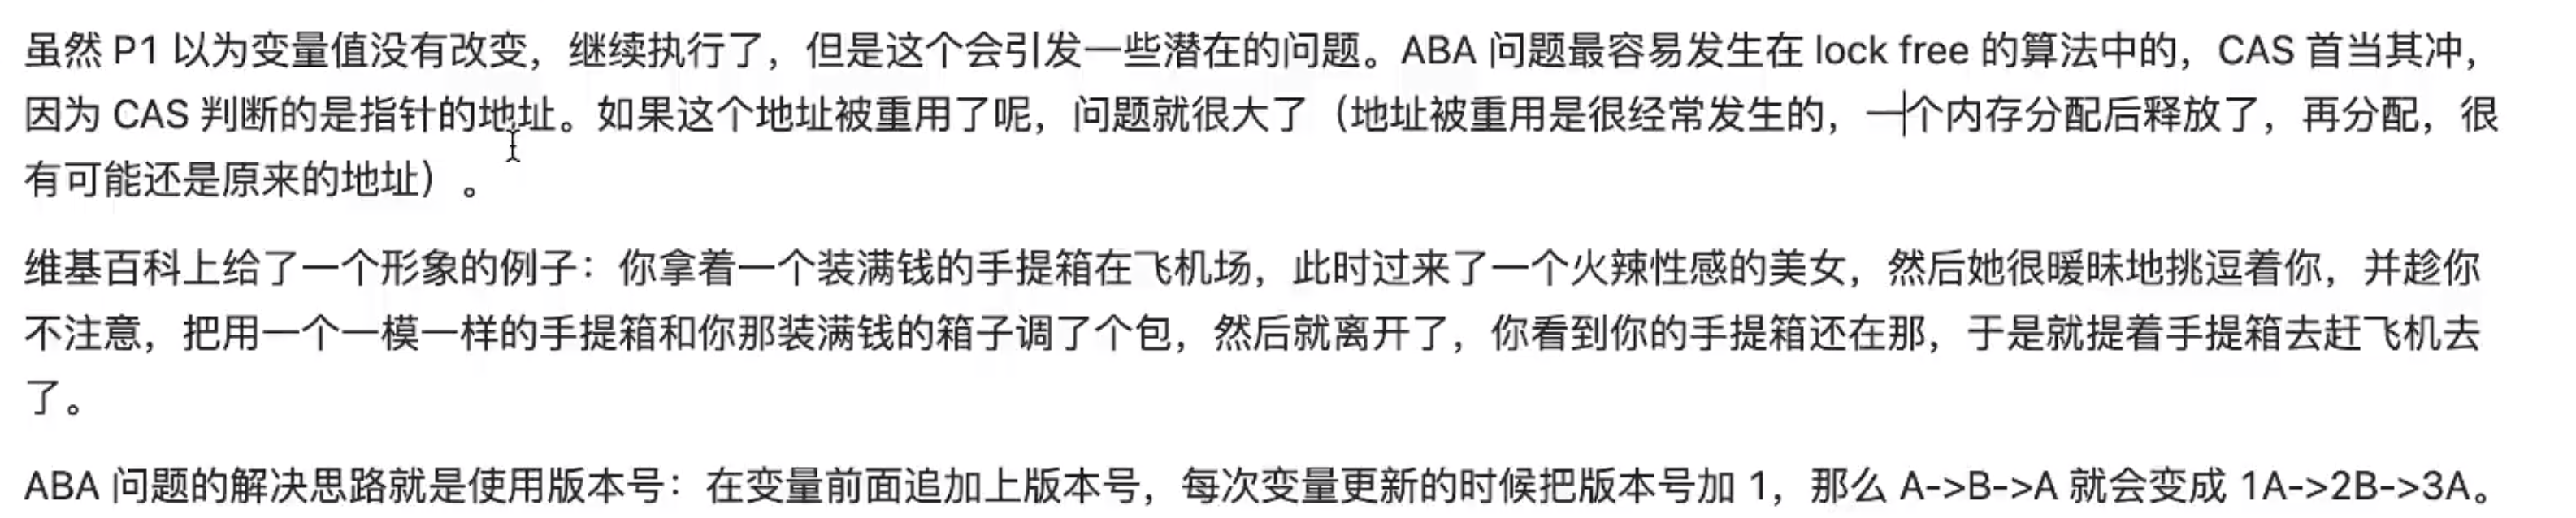 虽然 P1 以为变量值没有改变，继续执行了，但是这个会引发一些潜在的问题。ABA 问题最容易发生在 lock free 的算法中的，CAS 首当其冲，
因为 CAS 判断的是指针的地址。如果这个地址被重用了呢，问题就很大了（地址被重用是很经常发生的，一个内存分配后释放了，再分配，很
有可能还是原来的地址）。
维基百科上给了一个形象的例子：你拿着一个装满钱的手提箱在飞机场，此时过来了一个火辣性感的美女，然后她很暖昧地挑逗着你，并趁你
不注意，把用一个一模一样的手提箱和你那装满钱的箱子调了个包，然后就离开了，你看到你的手提箱还在那，于是就提着手提箱去赶飞机去
了。
ABA 问题的解决思路就是使用版本号：在变量前面追加上版本号，每次变量更新的时候把版本号加 1，那么 A->B->A 就会变成 1A->2B->3A。